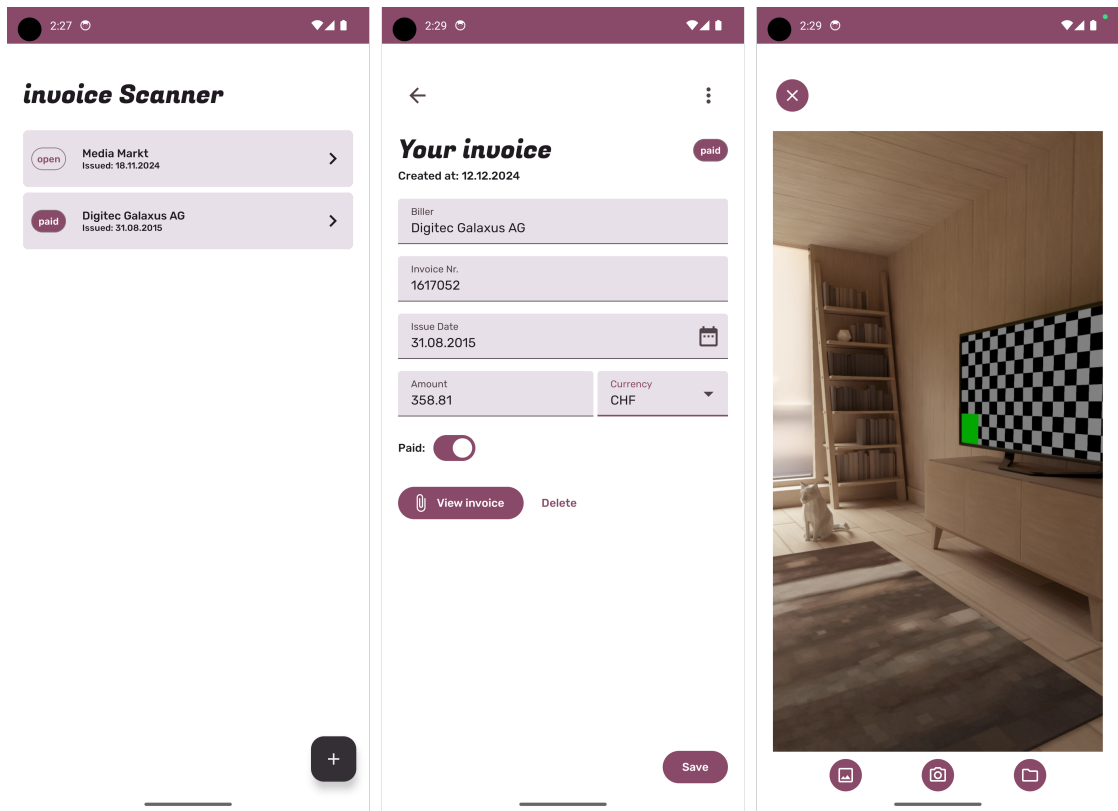 2:27
invoice Scanner
open
Media Markt
Issued: 18.11.2024
paid
Digitec Galaxus AG
Issued: 31.08.2015
2:29
Your invoice
paid
Created at: 12.12.2024
Biller
Digitec Galaxus AG
Invoice Nr.
1617052
Issue Date
31.08.2015
Amount
358.81
Currency
CHF
Paid:
View invoice
Delete
Save
2:29